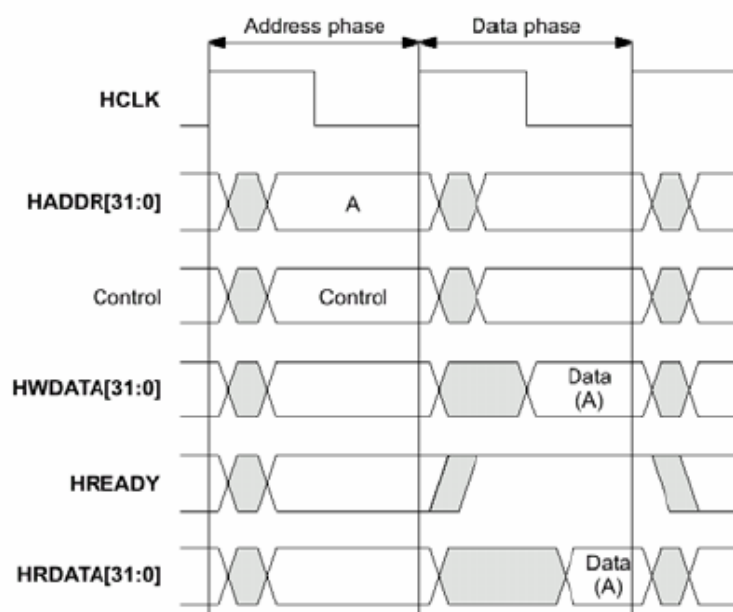 Address phase Data phase
HCLK
HADDR[31:0] A
Control Control
HWDATA[31:0] Data
(A)
HREADY
HRDATA[31:0] Data
(A)